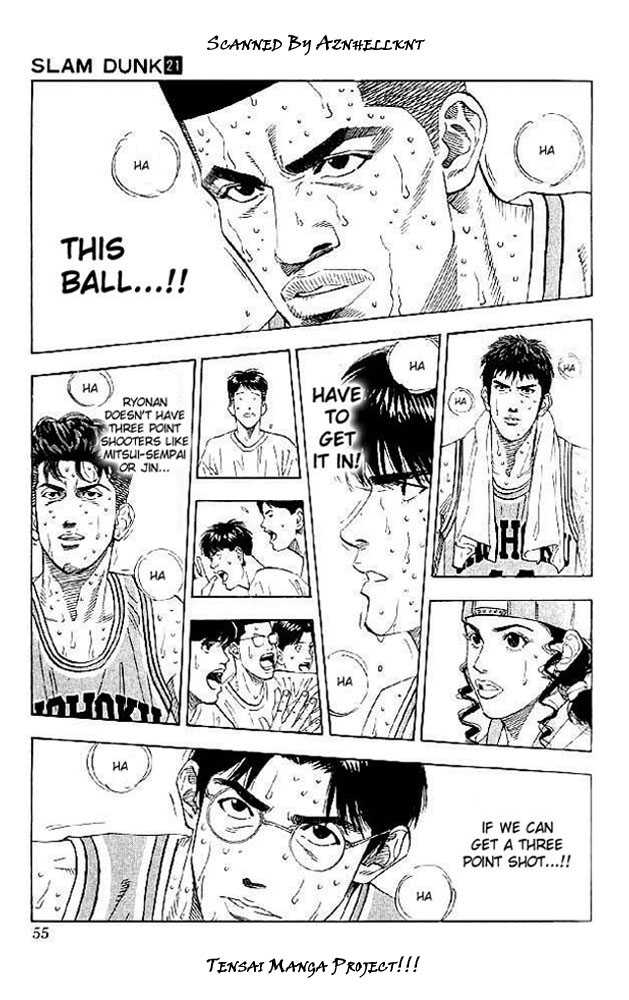 Scanned By Aznhellknt
SLAM DUNK 21
HA
HA
THIS
BALL...!!
HA
HA
HA
HAVE
TO
GET
IT IN!
HA
HA
RYONAN
DOESN'T HAVE
THREE POINT
SHOOTERS LIKE
MITSUI-SEMPAI
OR JIN...
HA
HOHOKU
HA
IF WE CAN
GET A THREE
POINT SHOT...!!
HA
55
Tensai Manga Project!!!